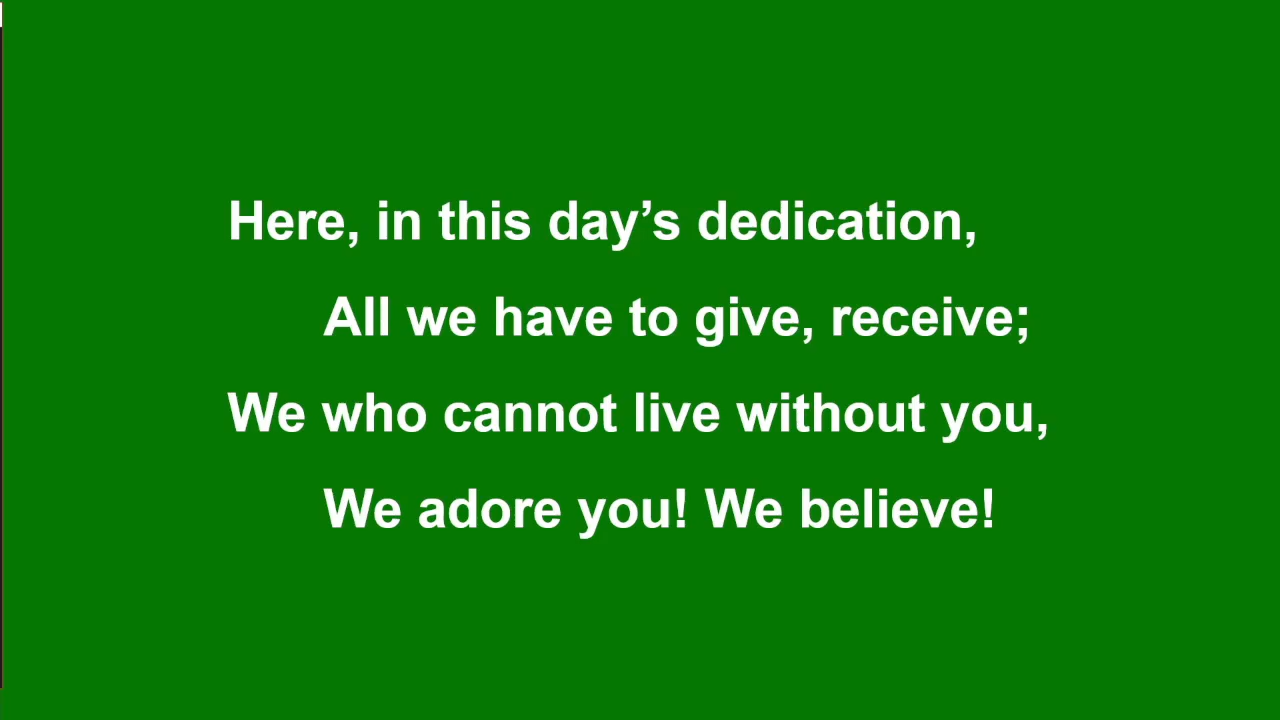 Here, in this day’s dedication,
All we have to give, receive;
We who cannot live without you,
We adore you! We believe!